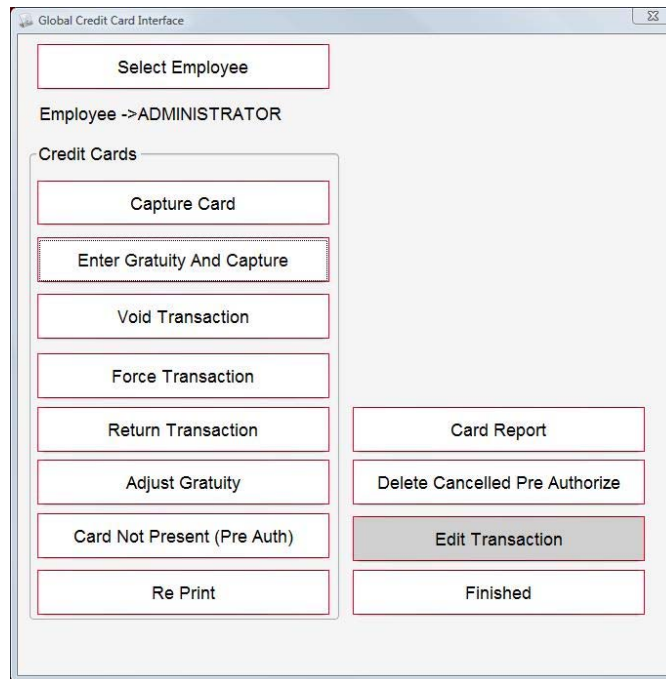 Global Credit Card Interface
Select Employee
Employee ->ADMINISTRATOR
Credit Cards
Capture Card
Enter Gratuity And Capture
Void Transaction
Force Transaction
Return Transaction
Card Report
Adjust Gratuity
Delete Cancelled Pre Authorize
Card Not Present (Pre Auth)
Edit Transaction
Re Print
Finished